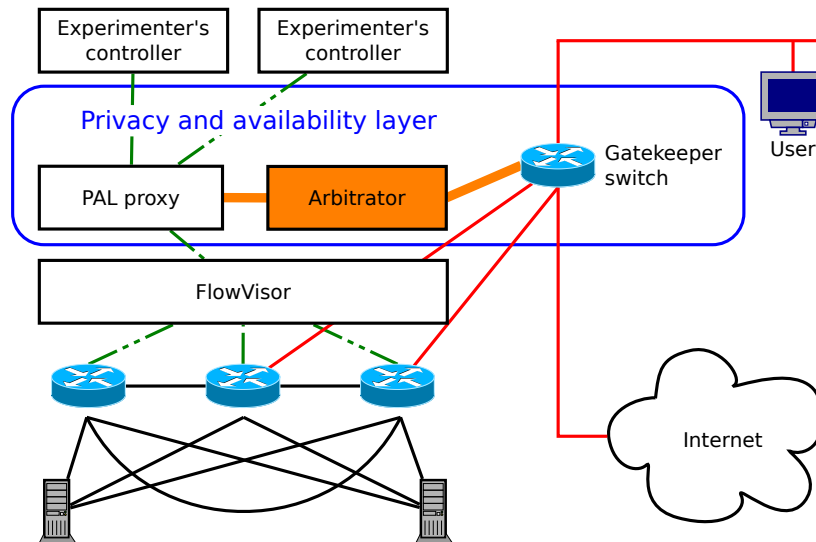 Experimenter's
controller
Experimenter's
controller
Privacy and availability layer
PAL proxy
Arbitrator
Gatekeeper
switch
User
FlowVisor
Internet